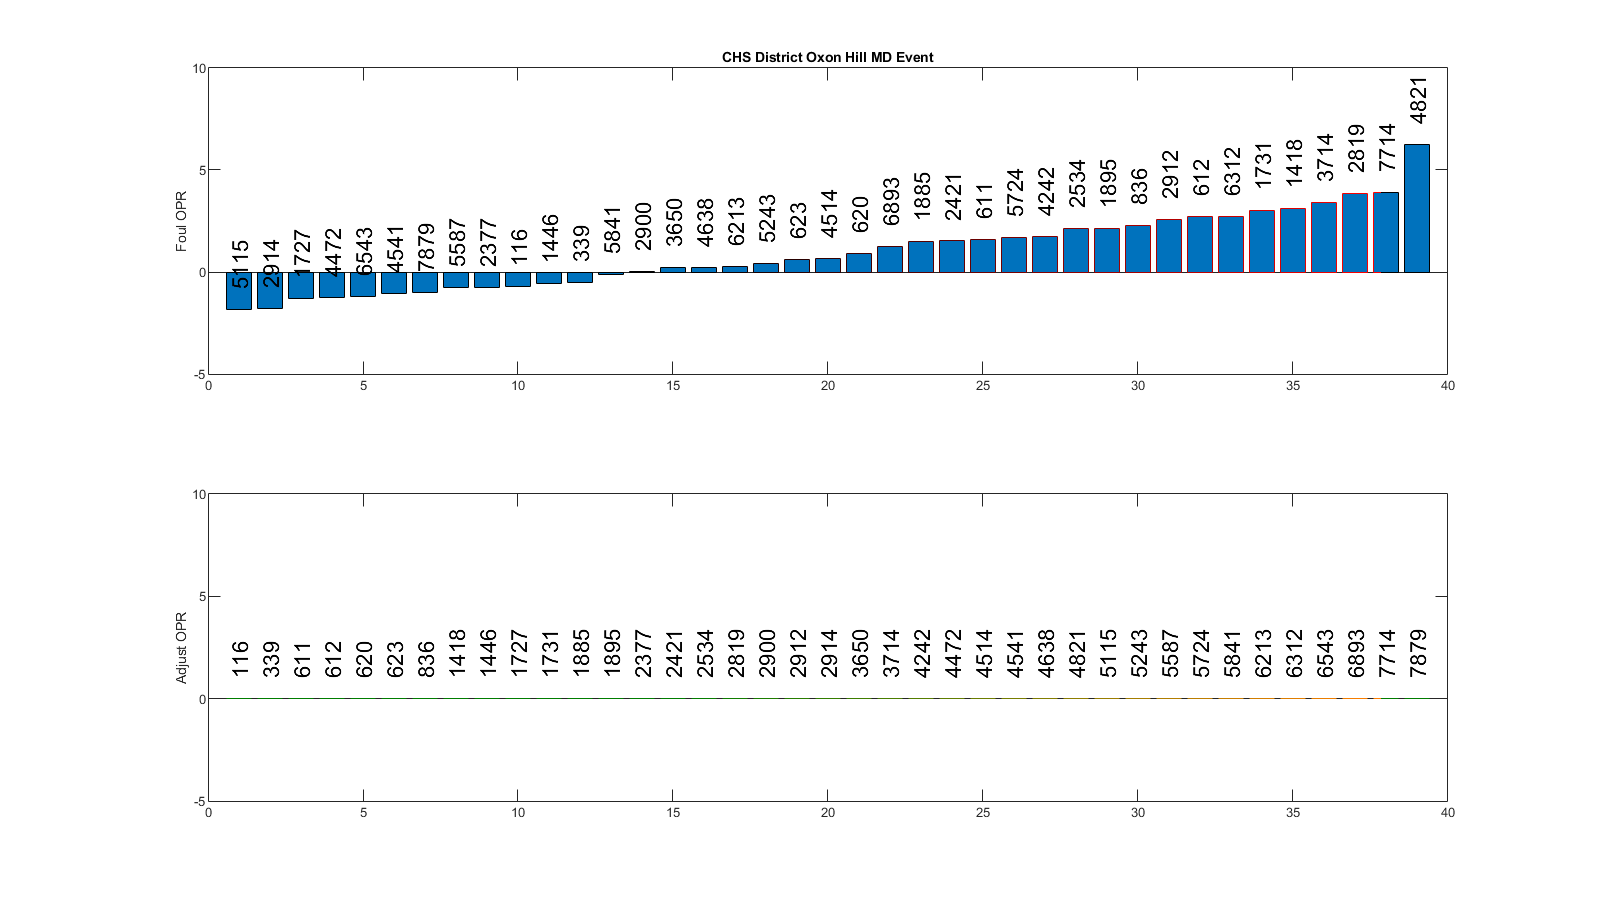 CHS District Oxon Hill MD Event
Foul OPR
10
5
0
-5
5115 2914 1727 4472 6543 4541 7879 5587 2377 116 1446 339 5841 2900 3650 4638 6213 5243 623 4514 620 6893 1885 2421 611 5724 4242 2534 1895 836 2912 612 6312 1731 1418 3714 2819 7714 4821
0 5 10 15 20 25 30 35 40
Adjust OPR
10
5
0
-5
116 339 611 612 620 623 836 1418 1446 1727 1731 1885 1895 2377 2421 2534 2819 2900 2912 2914 3650 3714 4242 4472 4514 4541 4638 4821 5115 5243 5587 5724 5841 6213 6312 6543 6893 7714 7879
0 5 10 15 20 25 30 35 40